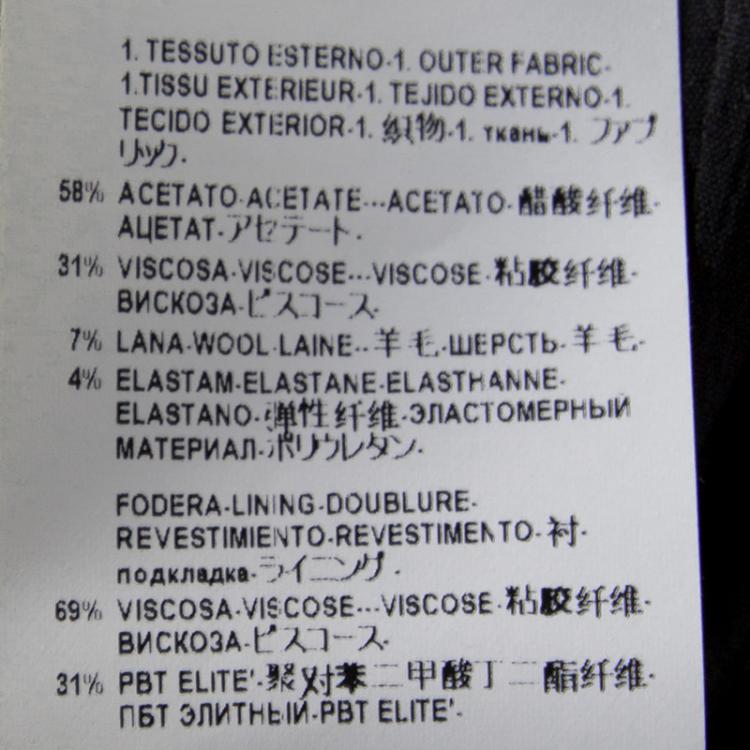 1. TESSUTO ESTERNO-1. OUTER FABRIC-
1.TISSU EXTERIEUR-1. TEJIDO EXTERNO-1.
TECIDO EXTERIOR-1. 织物-1. ткань-1. ファブ
リック-
58% ACETATO-ACETATE---ACETATO-醋酸纤维-
АЦЕТАТ-アセテート-
31% VISCOSA-VISCOSE---VISCOSE-粘胶纤维-
ВИСКОЗА-ビスコース-
7% LANA-WOOL-LAINE--羊毛-ШЕРСТЬ-羊毛-
4% ELASTAM-ELASTANE-ELASTHANNE-
ELASTANO-弹性纤维-ЭЛАСТОМЕРНЫЙ
МАТЕРИАЛ-ポリウレタン-
FODERA-LINING-DOUBLURE-
REVESTIMIENTO-REVESTIMENTO-衬-
подкладка-ライニング-
69% VISCOSA-VISCOSE---VISCOSE-粘胶纤维-
ВИСКОЗА-ビスコース-
31% PBT ELITE'-聚对苯二甲酸丁二酯纤维-
ПБТ ЭЛИТНЫЙ-PBT ELITE'-